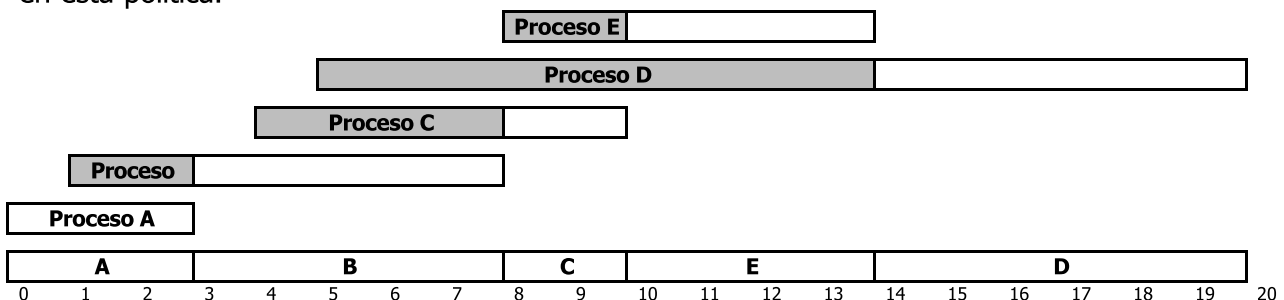 en esta política.
Proceso E
Proceso D
Proceso C
Proceso
Proceso A
A B C E D
0 1 2 3 4 5 6 7 8 9 10 11 12 13 14 15 16 17 18 19 20